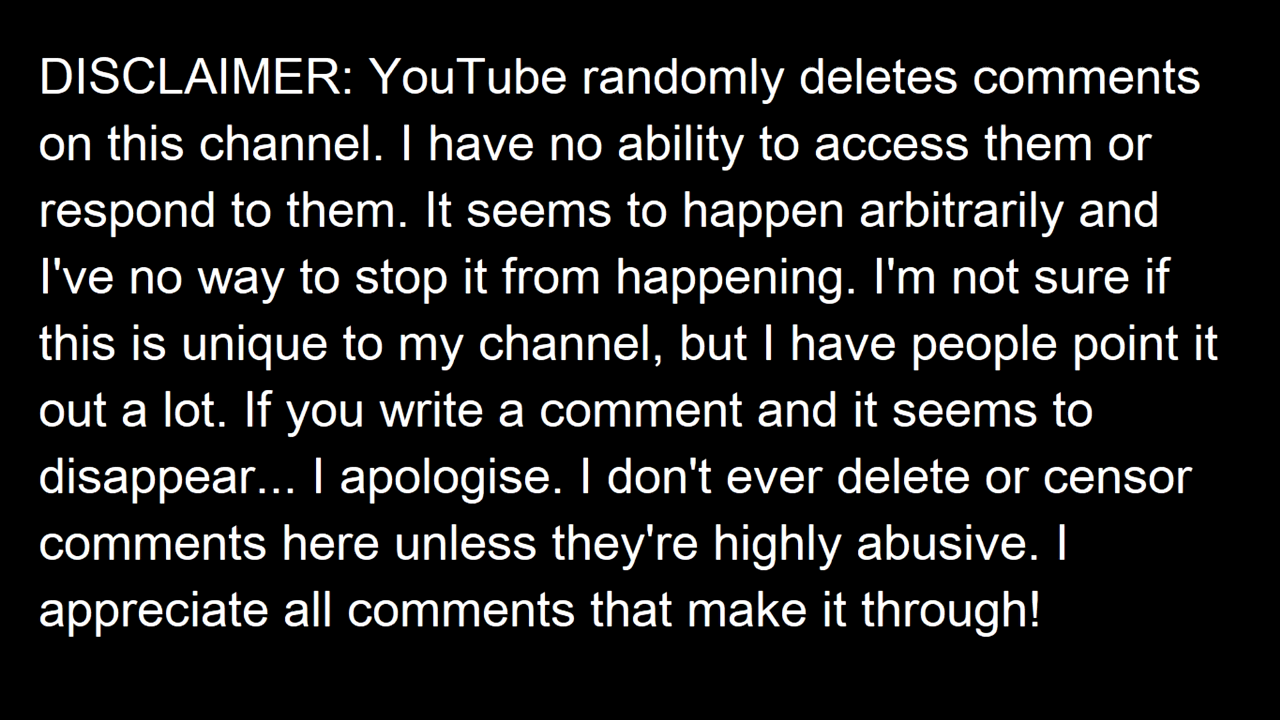 DISCLAIMER: YouTube randomly deletes comments
on this channel. I have no ability to access them or
respond to them. It seems to happen arbitrarily and
I've no way to stop it from happening. I'm not sure if
this is unique to my channel, but I have people point it
out a lot. If you write a comment and it seems to
disappear... I apologise. I don't ever delete or censor
comments here unless they're highly abusive. I
appreciate all comments that make it through!